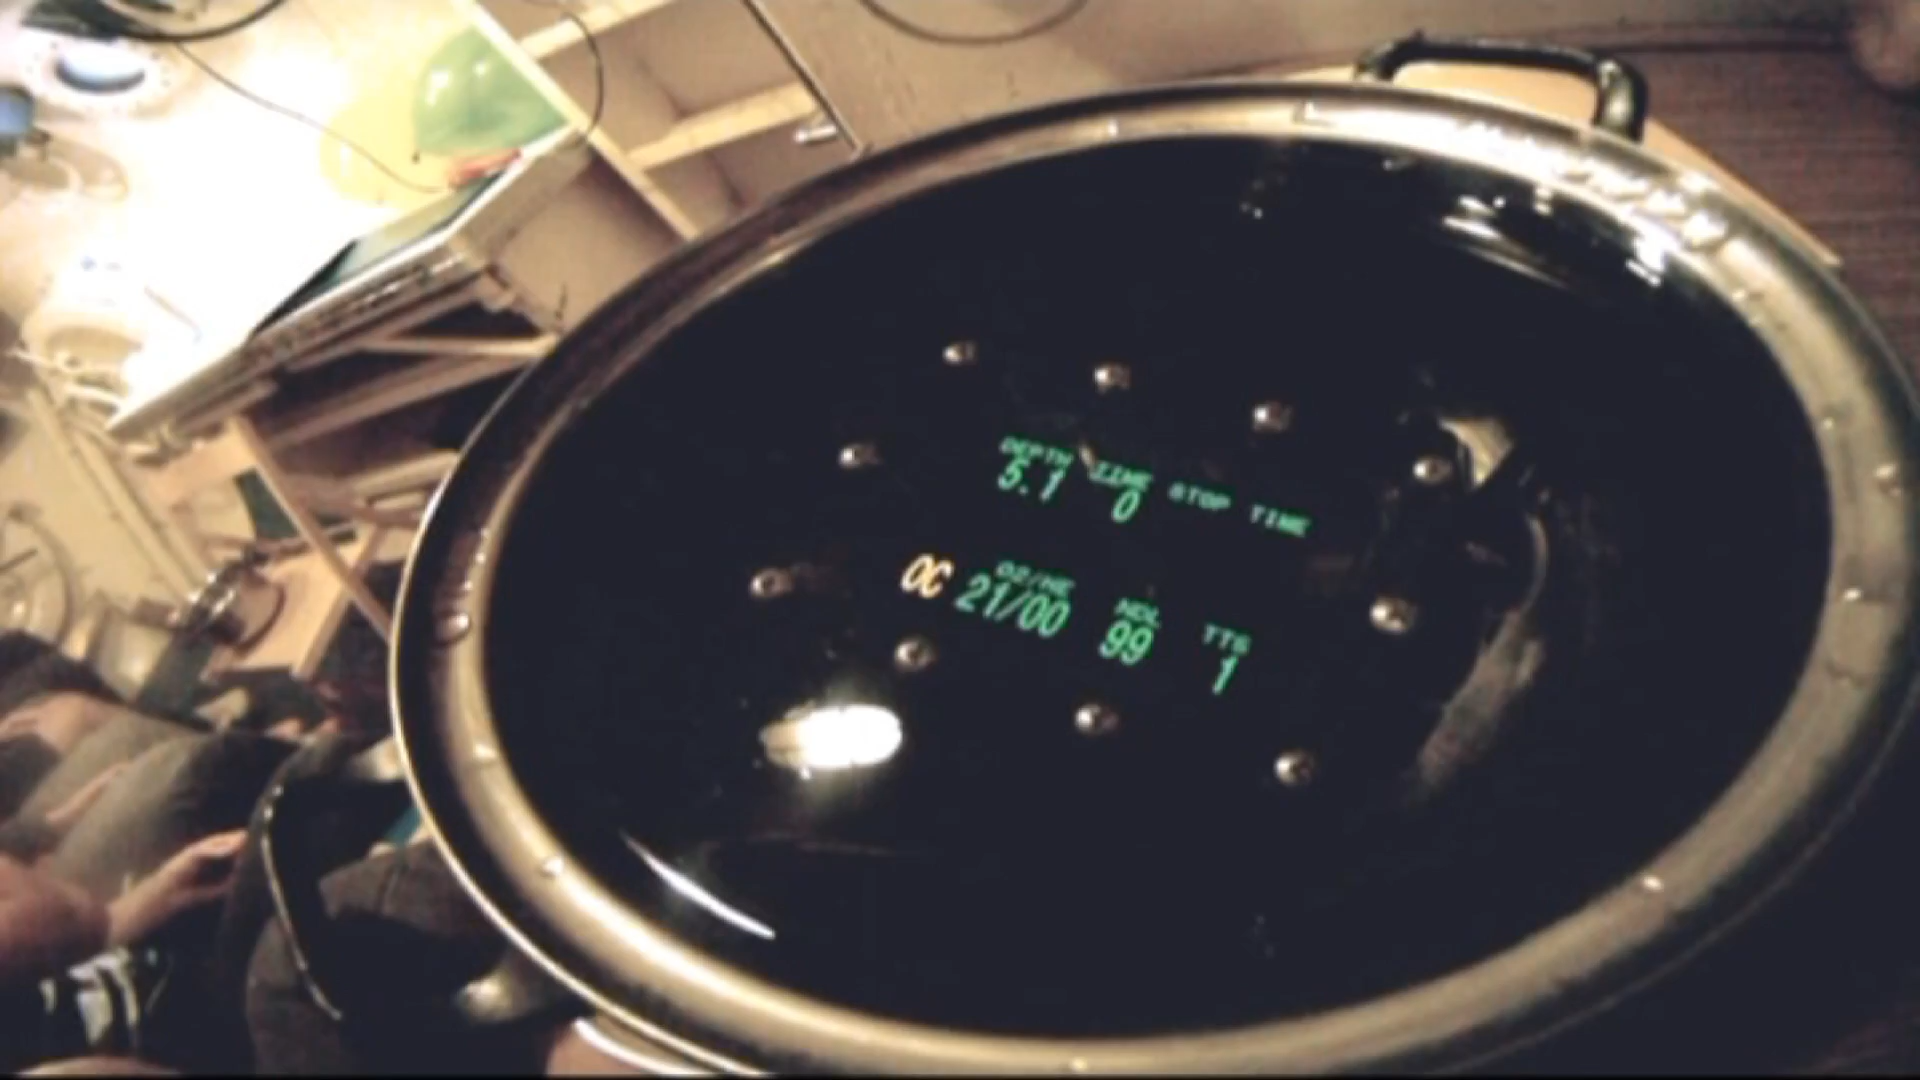 DEPTH TIME STOP TIME
5.1 0
O2/HE NDL TTS
OC 21/00 99 1